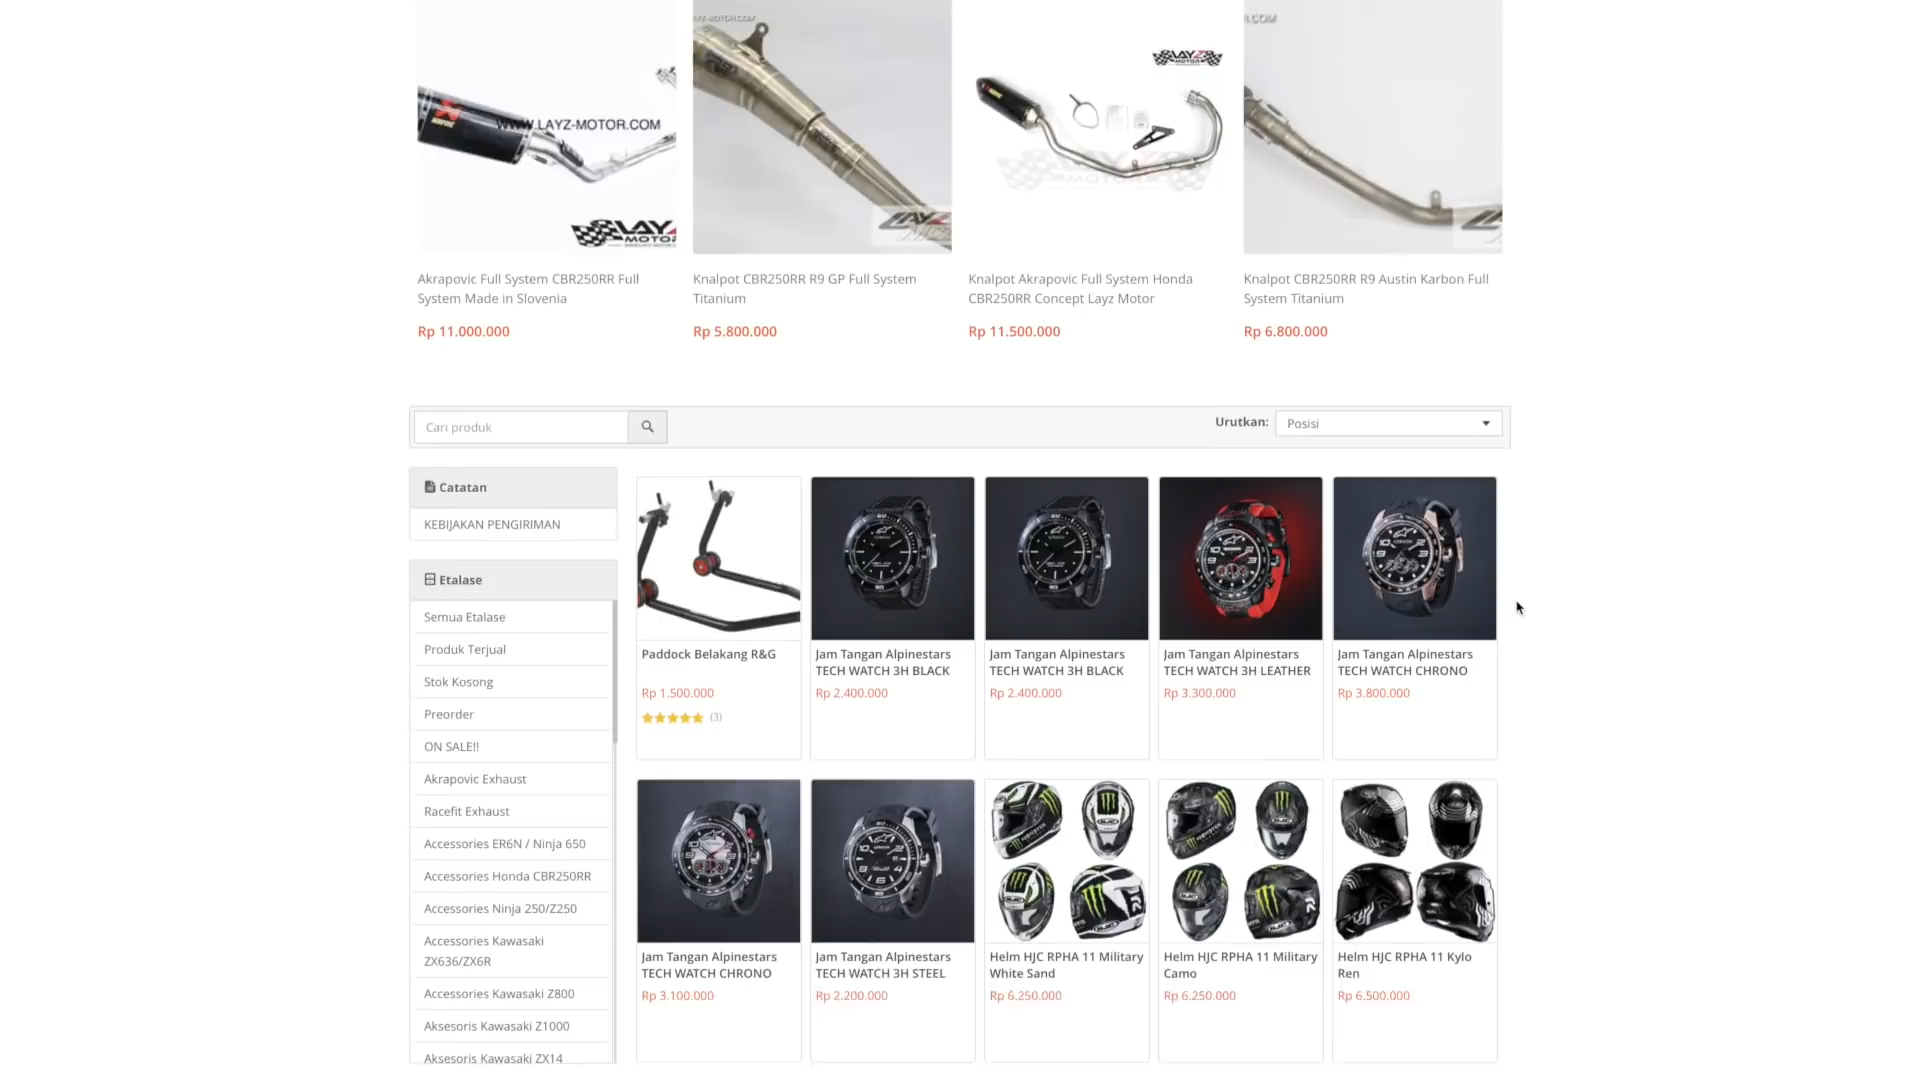 WWW.LAYZ-MOTOR.COM
LAYZ MOTOR
Akrapovic Full System CBR250RR Full
System Made in Slovenia
Rp 11.000.000
Knalpot CBR250RR R9 GP Full System
Titanium
Rp 5.800.000
Knalpot Akrapovic Full System Honda
CBR250RR Concept Layz Motor
Rp 11.500.000
Knalpot CBR250RR R9 Austin Karbon Full
System Titanium
Rp 6.800.000
Cari produk
Urutkan:
Posisi
Catatan
KEBIJAKAN PENGIRIMAN
Etalase
Semua Etalase
Produk Terjual
Stok Kosong
Preorder
ON SALE!!
Akrapovic Exhaust
Racefit Exhaust
Accessories ER6N / Ninja 650
Accessories Honda CBR250RR
Accessories Ninja 250/Z250
Accessories Kawasaki
ZX636/ZX6R
Accessories Kawasaki Z800
Aksesoris Kawasaki Z1000
Aksesoris Kawasaki ZX14
Paddock Belakang R&G
Rp 1.500.000
(3)
Jam Tangan Alpinestars
TECH WATCH 3H BLACK
Rp 2.400.000
Jam Tangan Alpinestars
TECH WATCH 3H BLACK
Rp 2.400.000
Jam Tangan Alpinestars
TECH WATCH 3H LEATHER
Rp 3.300.000
Jam Tangan Alpinestars
TECH WATCH CHRONO
Rp 3.800.000
Jam Tangan Alpinestars
TECH WATCH CHRONO
Rp 3.100.000
Jam Tangan Alpinestars
TECH WATCH 3H STEEL
Rp 2.200.000
Helm HJC RPHA 11 Military
White Sand
Rp 6.250.000
Helm HJC RPHA 11 Military
Camo
Rp 6.250.000
Helm HJC RPHA 11 Kylo
Ren
Rp 6.500.000